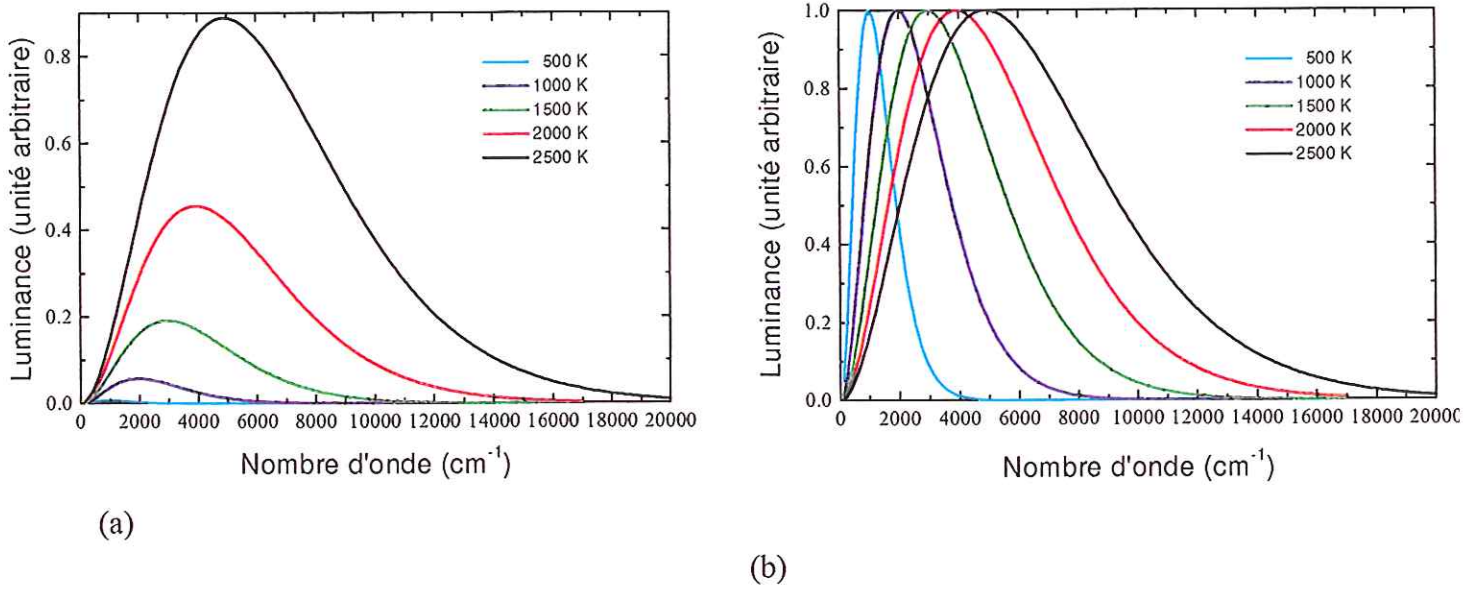 Luminance (unité arbitraire)
0.8
0.6
0.4
0.2
0.0
500 K
1000 K
1500 K
2000 K
2500 K
0 2000 4000 6000 8000 10000 12000 14000 16000 18000 20000
Nombre d'onde (cm⁻¹)
(a)
Luminance (unité arbitraire)
1.0
0.8
0.6
0.4
0.2
0.0
500 K
1000 K
1500 K
2000 K
2500 K
0 2000 4000 6000 8000 10000 12000 14000 16000 18000 2000
Nombre d'onde (cm⁻¹)
(b)